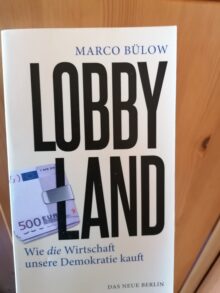 MARCO BÜLOW
LOBBY
LAND
500 EURO
Wie die Wirtschaft
unsere Demokratie kauft
DAS NEUE BERLIN